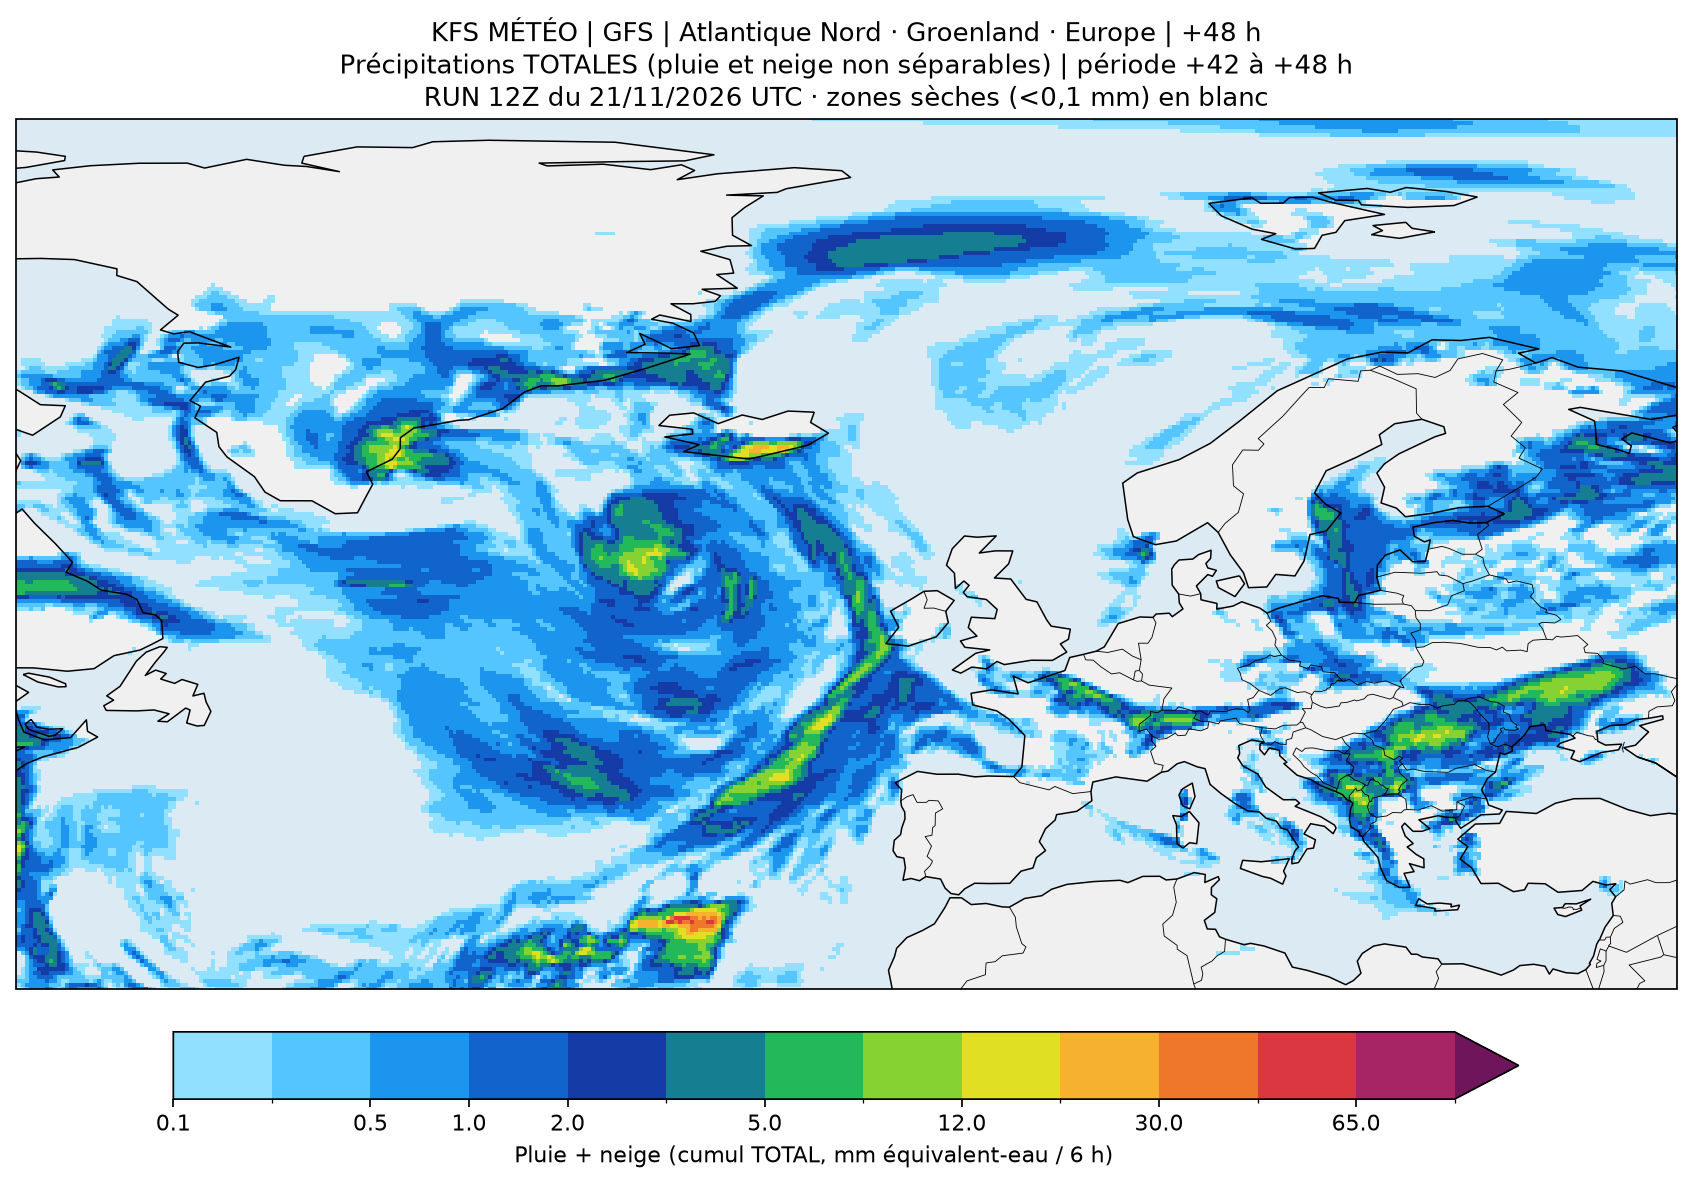 KFS MÉTÉO | GFS | Atlantique Nord · Groenland · Europe | +48 h
Précipitations TOTALES (pluie et neige non séparables) | période +42 à +48 h
RUN 12Z du 21/11/2026 UTC · zones sèches (<0,1 mm) en blanc
0.1 0.5 1.0 2.0 5.0 12.0 30.0 65.0
Pluie + neige (cumul TOTAL, mm équivalent-eau / 6 h)